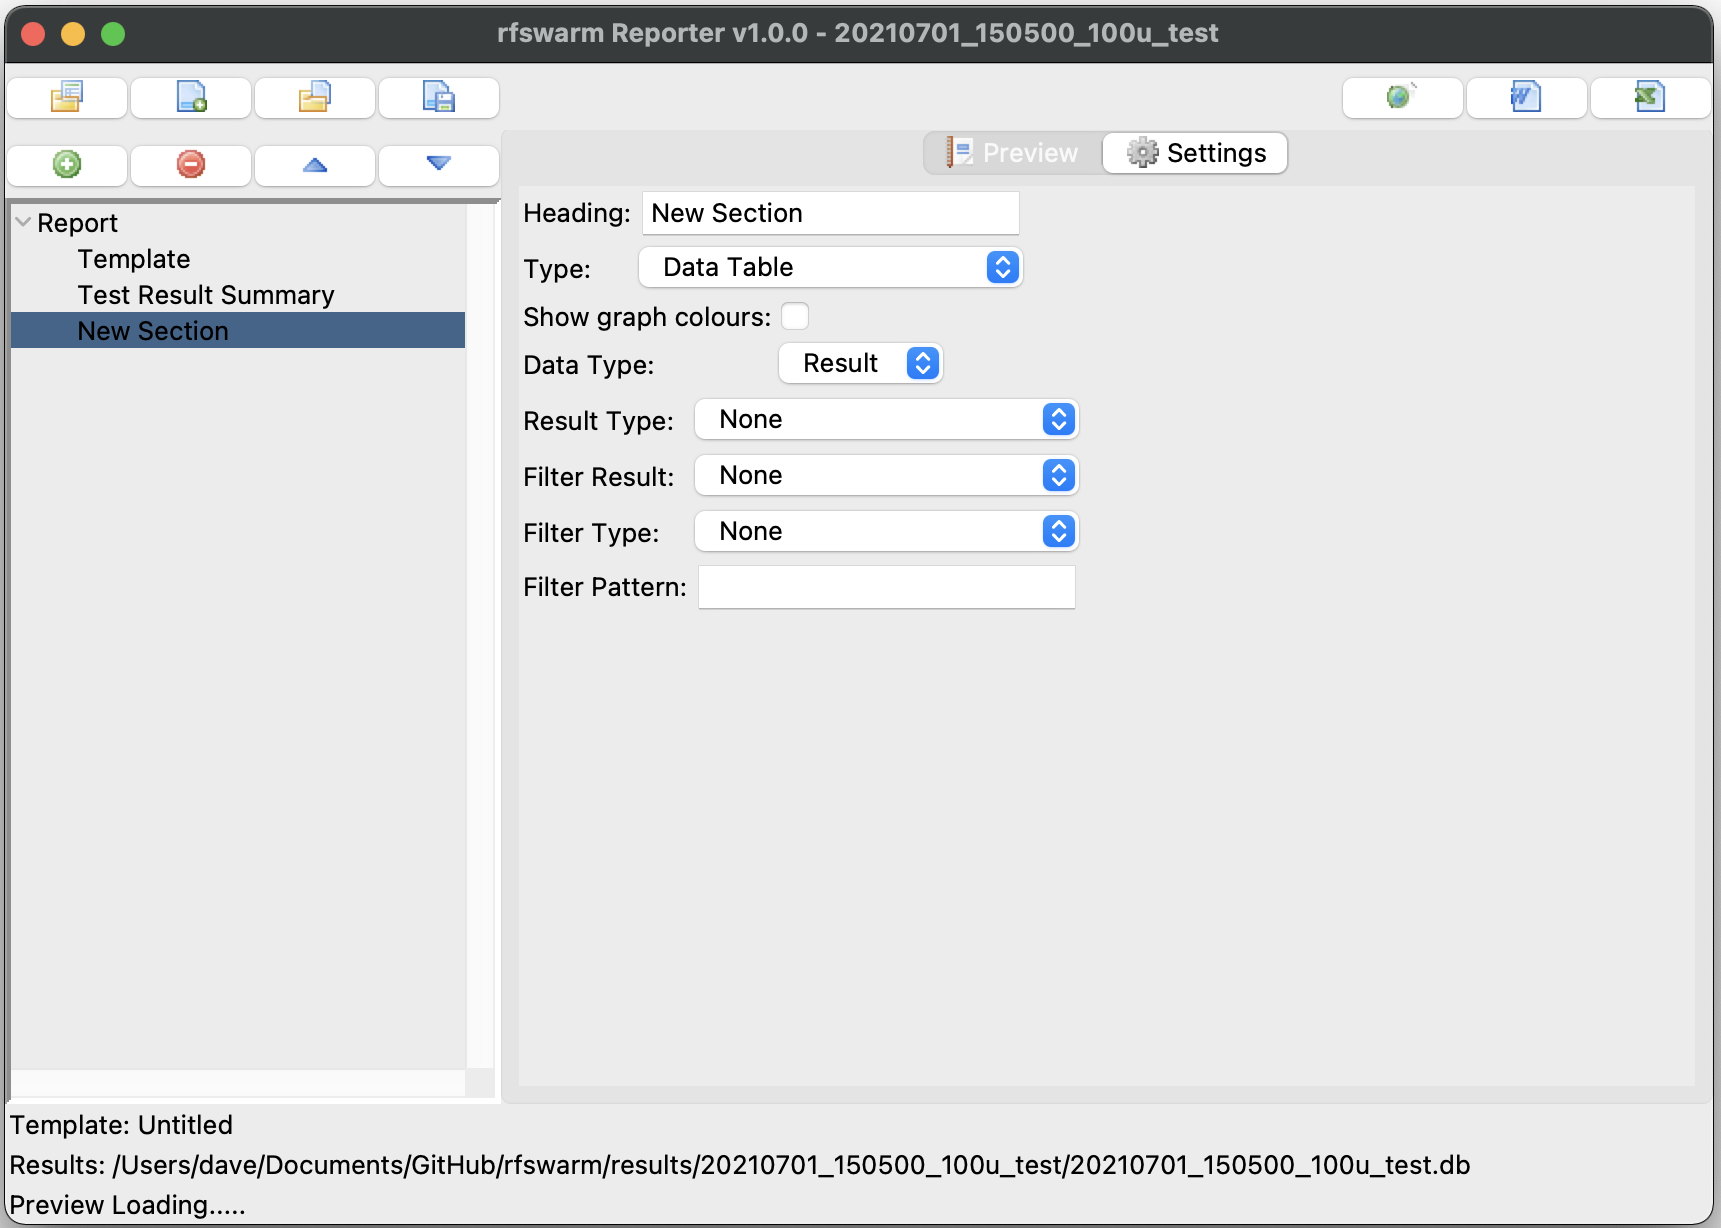 rfswarm Reporter v1.0.0 - 20210701_150500_100u_test
Preview
Settings
Report
Template
Test Result Summary
New Section
Heading: New Section
Type: Data Table
Show graph colours:
Data Type: Result
Result Type: None
Filter Result: None
Filter Type: None
Filter Pattern:
Template: Untitled
Results: /Users/dave/Documents/GitHub/rfswarm/results/20210701_150500_100u_test/20210701_150500_100u_test.db
Preview Loading.....